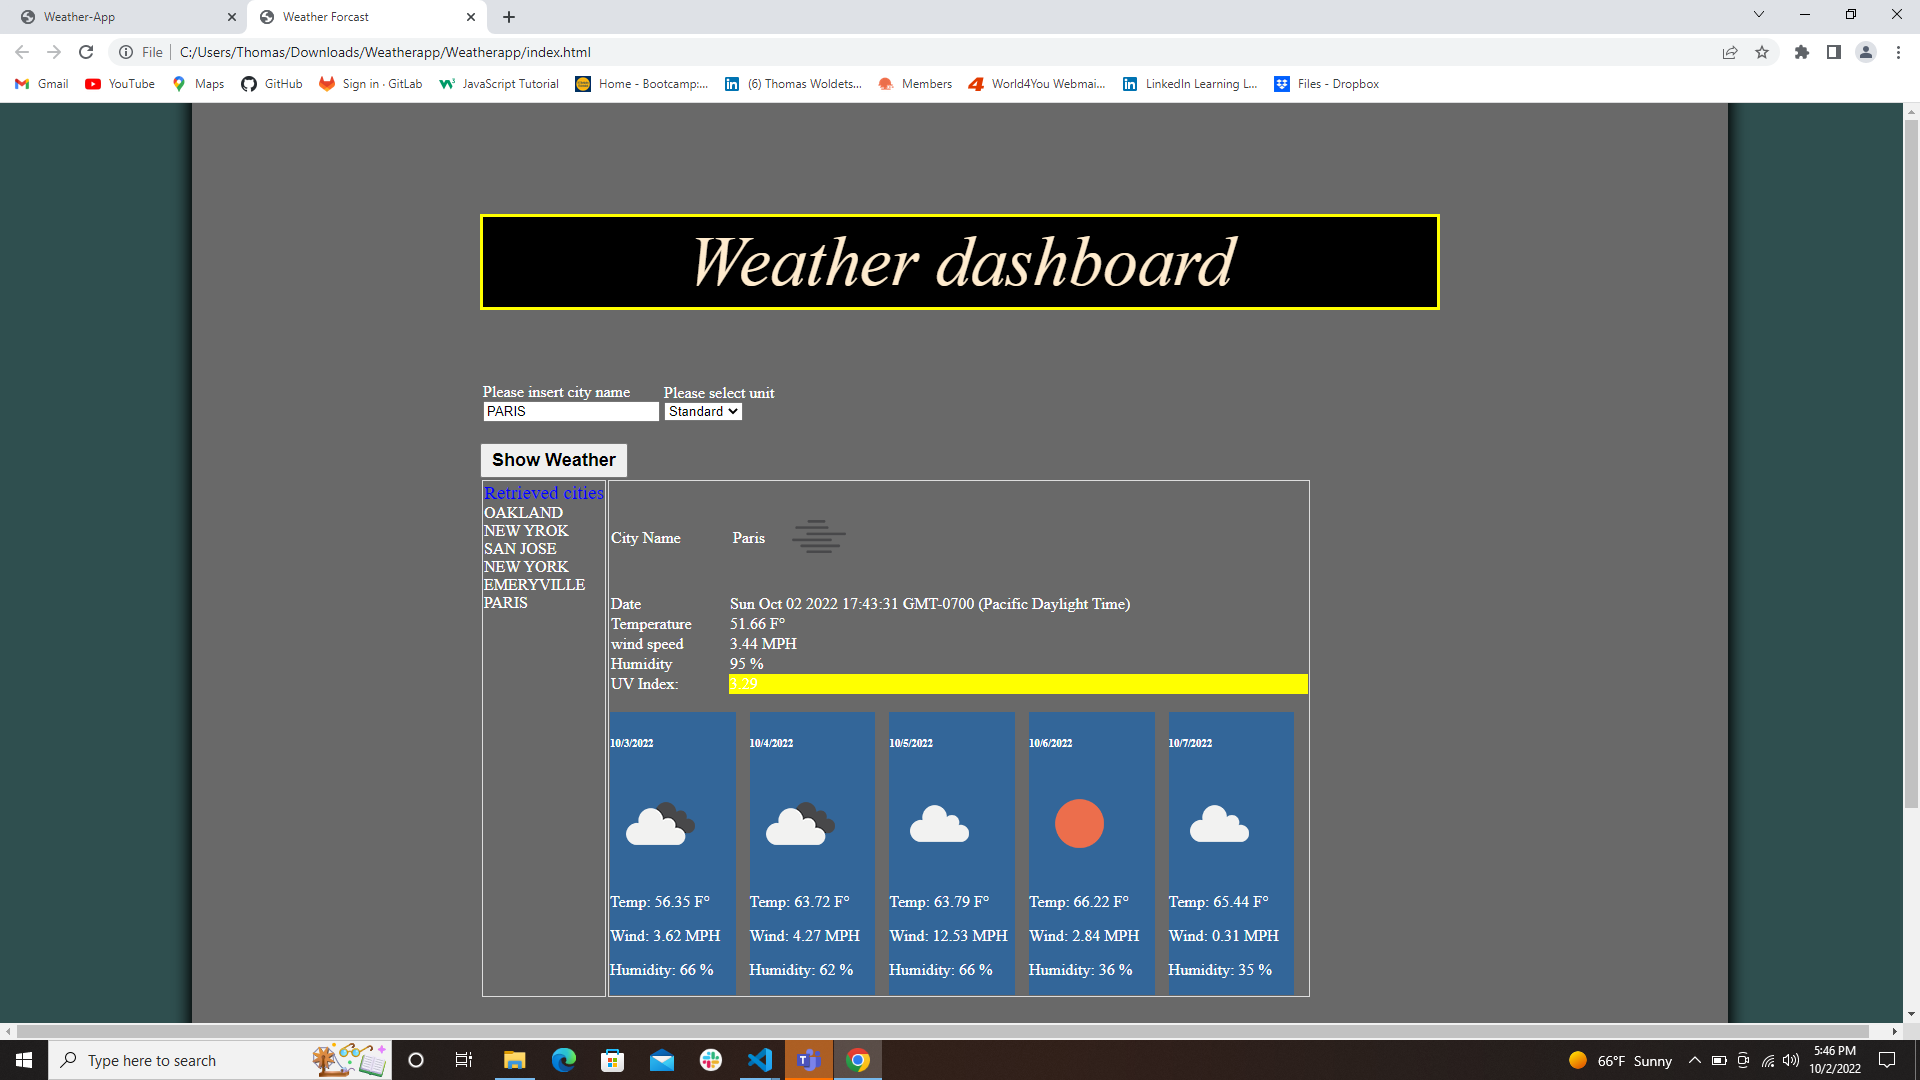 Weather-App
Weather Forcast
File
C:/Users/Thomas/Downloads/Weatherapp/Weatherapp/index.html
Gmail
YouTube
Maps
GitHub
Sign in · GitLab
JavaScript Tutorial
Home - Bootcamp:...
(6) Thomas Woldets...
Members
World4You Webmai...
LinkedIn Learning L...
Files - Dropbox
Weather dashboard
Please insert city name
Please select unit
PARIS
Standard
Show Weather
Retrieved cities
OAKLAND
NEW YROK
SAN JOSE
NEW YORK
EMERYVILLE
PARIS
City Name Paris
Date Sun Oct 02 2022 17:43:31 GMT-0700 (Pacific Daylight Time)
Temperature 51.66 F°
wind speed 3.44 MPH
Humidity 95 %
UV Index: 3.29
10/3/2022
Temp: 56.35 F°
Wind: 3.62 MPH
Humidity: 66 %
10/4/2022
Temp: 63.72 F°
Wind: 4.27 MPH
Humidity: 62 %
10/5/2022
Temp: 63.79 F°
Wind: 12.53 MPH
Humidity: 66 %
10/6/2022
Temp: 66.22 F°
Wind: 2.84 MPH
Humidity: 36 %
10/7/2022
Temp: 65.44 F°
Wind: 0.31 MPH
Humidity: 35 %
Type here to search
66°F Sunny
5:46 PM
10/2/2022